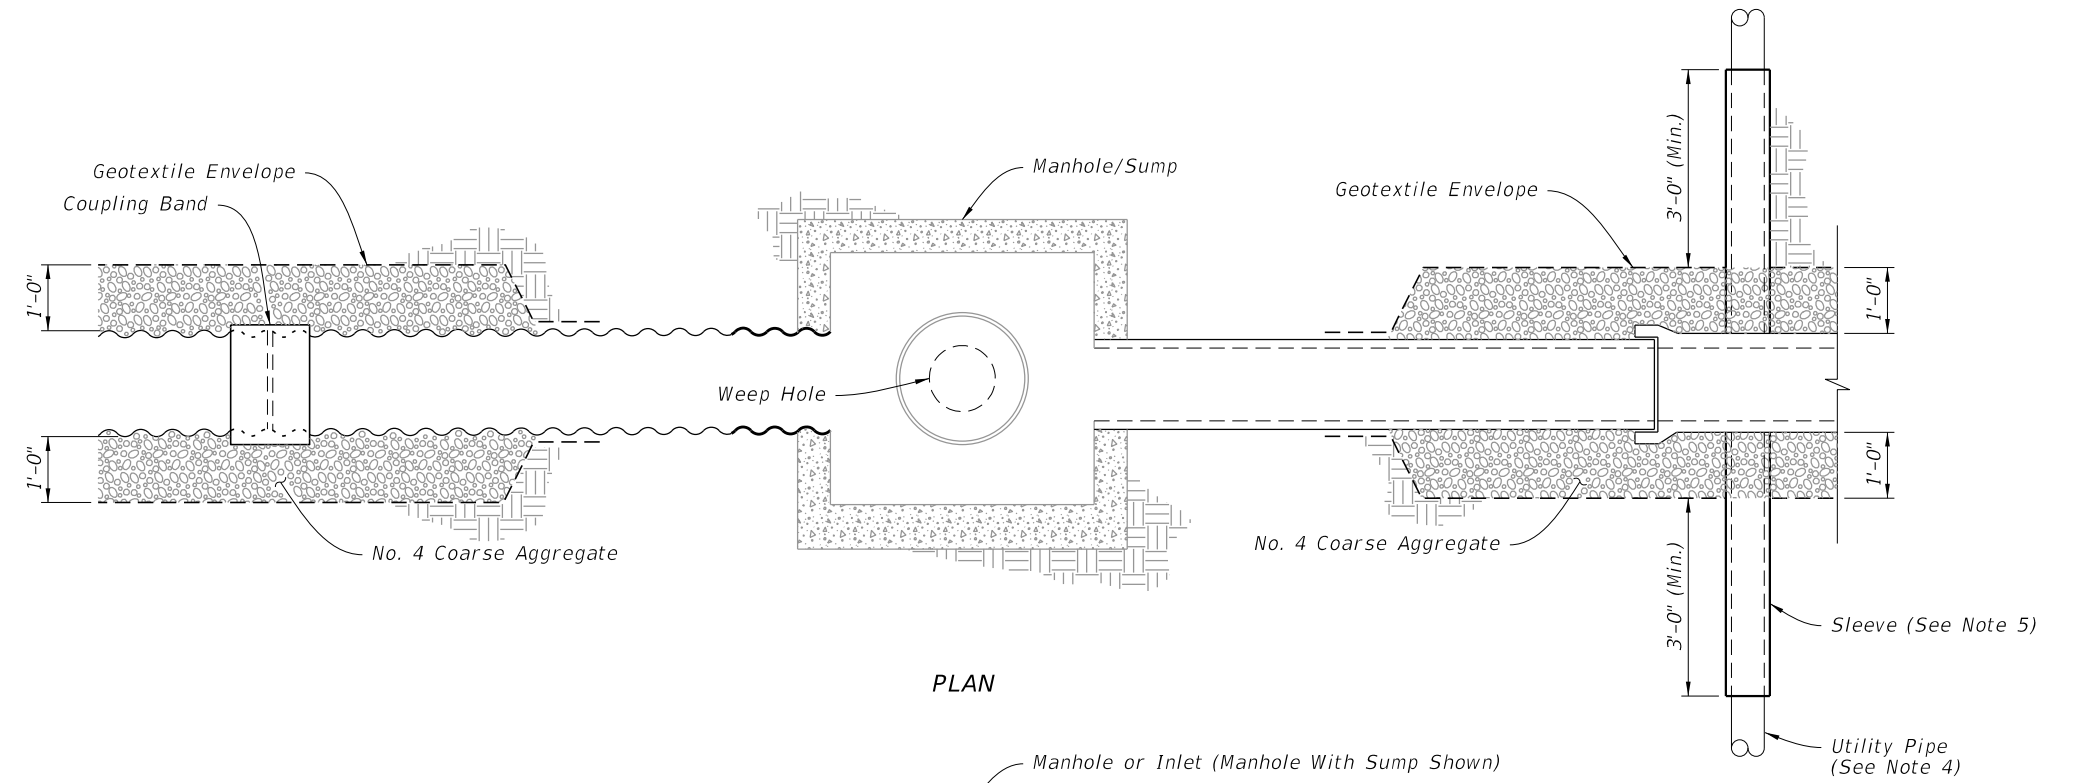 3'-0" (Min.)
Manhole/Sump
Geotextile Envelope
Geotextile Envelope
Coupling Band
1'-0"
1'-0"
Weep Hole
1'-0"
1'-0"
No. 4 Coarse Aggregate
No. 4 Coarse Aggregate
3'-0" (Min.)
Sleeve (See Note 5)
PLAN
Utility Pipe
(See Note 4)
Manhole or Inlet (Manhole With Sump Shown)